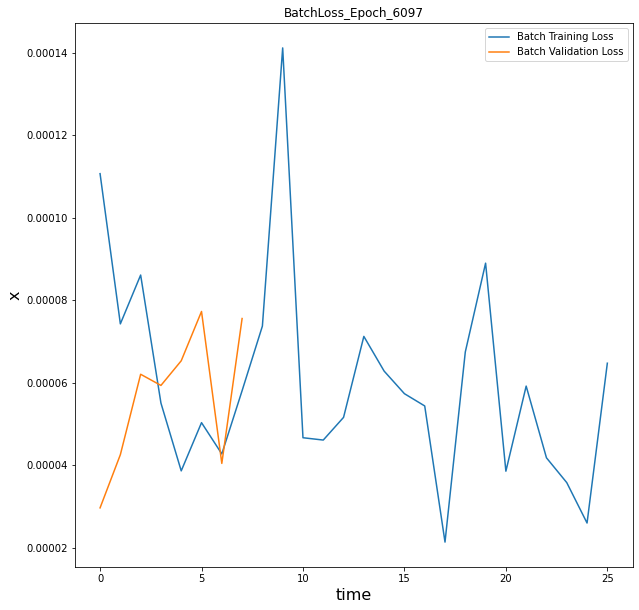 BatchLoss_Epoch_6097
Batch Training Loss
Batch Validation Loss
0.00014
0.00012
0.00010
0.00008
0.00006
0.00004
0.00002
x
0 5 10 15 20 25
time